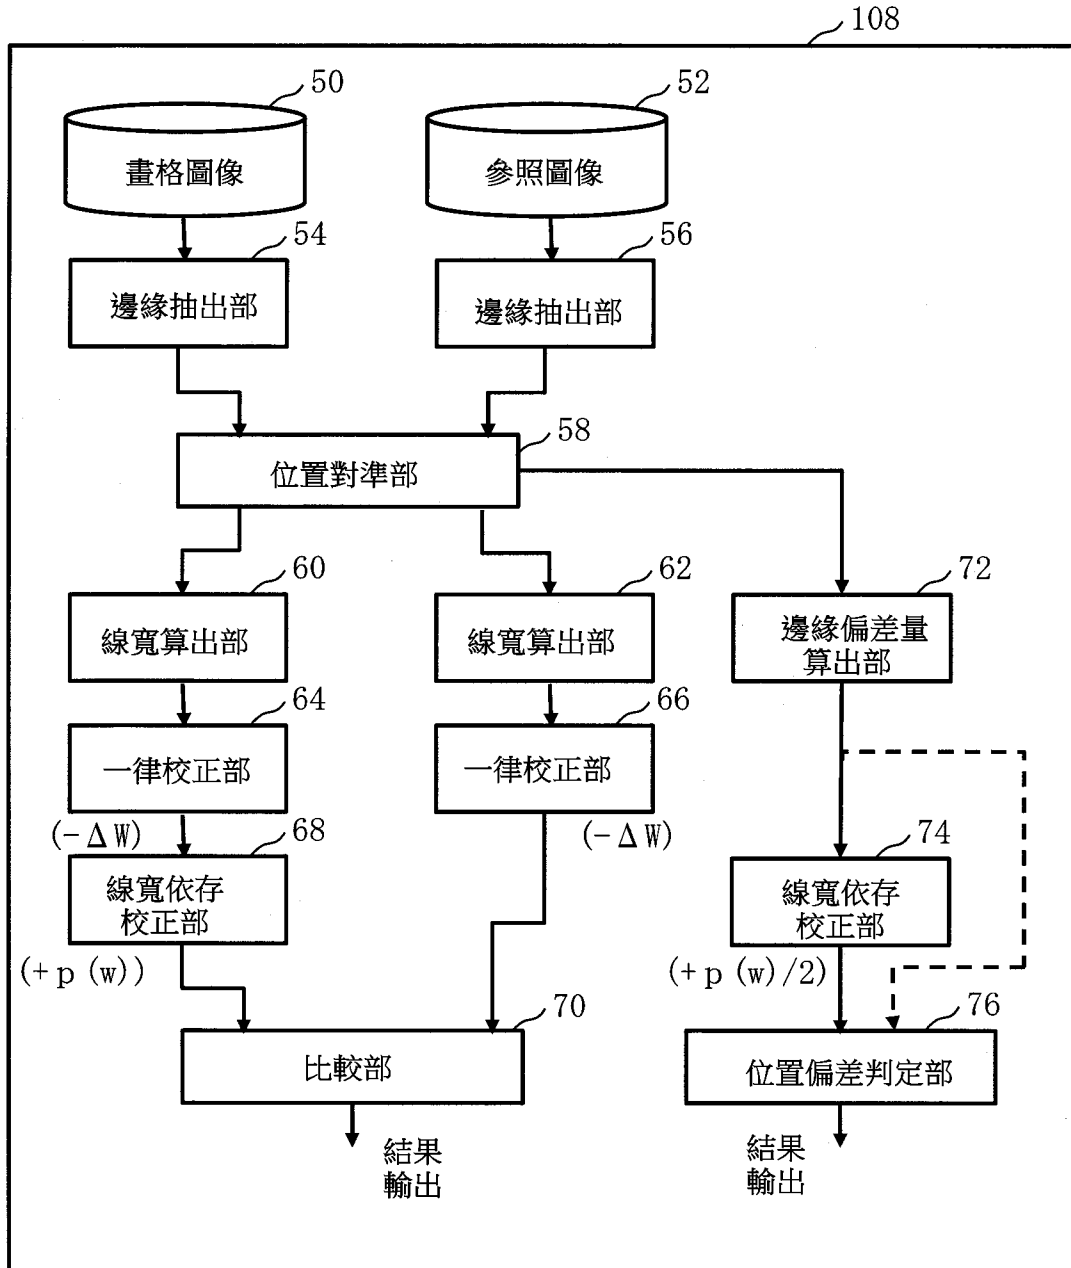 108
50
52
畫格圖像
參照圖像
54
56
邊緣抽出部
邊緣抽出部
58
位置對準部
60
62
72
線寬算出部
線寬算出部
邊緣偏差量
算出部
64
66
一律校正部
一律校正部
(-ΔW)
(-ΔW)
68
74
線寬依存
校正部
線寬依存
校正部
(+p(w))
(+p(w)/2)
70
76
比較部
位置偏差判定部
結果
輸出
結果
輸出